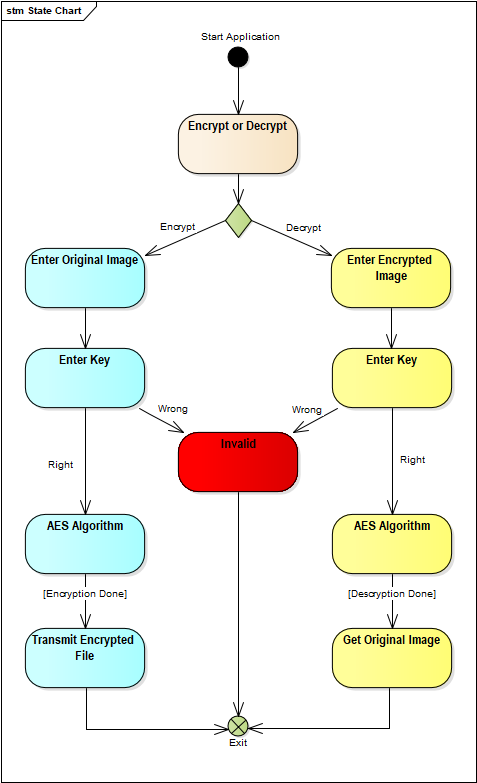 stm State Chart
Start Application
Encrypt or Decrypt
Encrypt
Decrypt
Enter Original Image
Enter Encrypted
Image
Enter Key
Enter Key
Wrong
Wrong
Invalid
Right
Right
AES Algorithm
AES Algorithm
[Encryption Done]
[Descryption Done]
Transmit Encrypted
File
Get Original Image
Exit